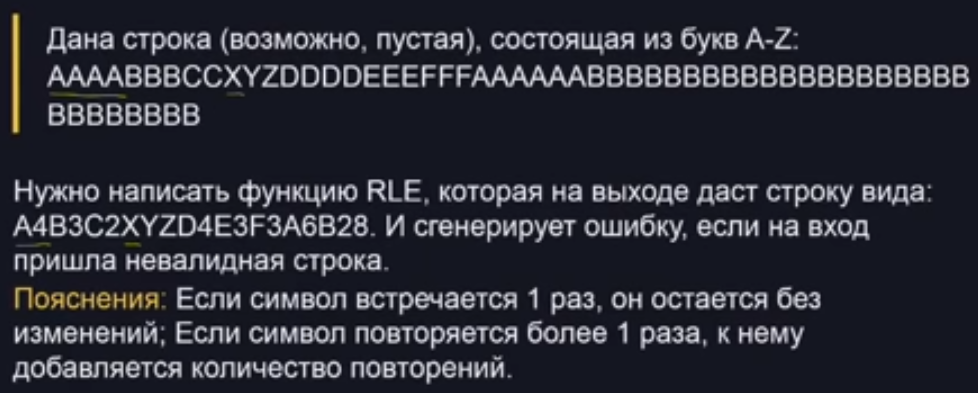 Дана строка (возможно, пустая), состоящая из букв A-Z:
AAAABBBCCXYZDDDDEEEFFFAAAAAABBBBBBBBBBBBBBBBBBBB
BBBBBBBB
Нужно написать функцию RLE, которая на выходе даст строку вида:
A4B3C2XYZD4E3F3A6B28. И сгенерирует ошибку, если на вход
пришла невалидная строка.
Пояснения: Если символ встречается 1 раз, он остается без
изменений; Если символ повторяется более 1 раза, к нему
добавляется количество повторений.